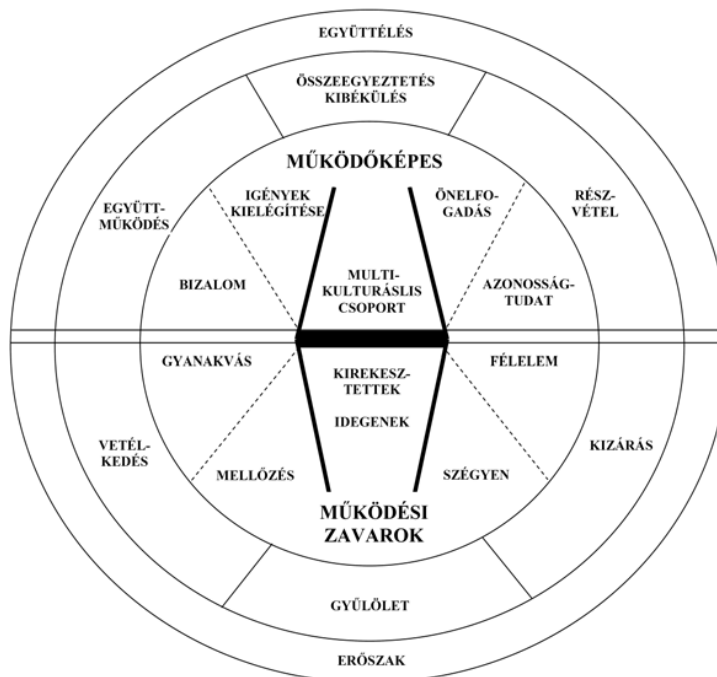 EGYÜTTÉLÉS
ÖSSZEEGYEZTETÉS
KIBÉKÜLÉS
MŰKÖDŐKÉPES
EGYÜTT-
MŰKÖDÉS
IGÉNYEK
KIELÉGÍTÉSE
ÖNELFO-
GADÁS
RÉSZ-
VÉTEL
BIZALOM
MULTI-
KULTURÁSLIS
CSOPORT
AZONOSSÁG-
TUDAT
GYANAKVÁS
KIREKESZ-
TETTEK
IDEGENEK
FÉLELEM
VETÉL-
KEDÉS
MELLŐZÉS
SZÉGYEN
KIZÁRÁS
MŰKÖDÉSI
ZAVAROK
GYŰLÖLET
ERŐSZAK